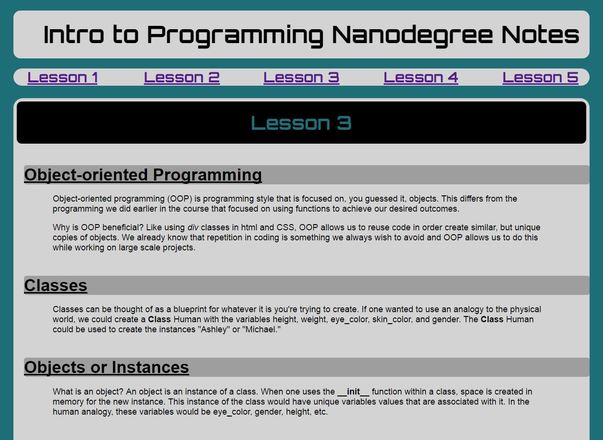 Intro to Programming Nanodegree Notes
Lesson 1 Lesson 2 Lesson 3 Lesson 4 Lesson 5
Lesson 3
Object-oriented Programming
Object-oriented programming (OOP) is programming style that is focused on, you guessed it, objects. This differs from the
programming we did earlier in the course that focused on using functions to achieve our desired outcomes.
Why is OOP beneficial? Like using div classes in html and CSS, OOP allows us to reuse code in order create similar, but unique
copies of objects. We already know that repetition in coding is something we always wish to avoid and OOP allows us to do this
while working on large scale projects.
Classes
Classes can be thought of as a blueprint for whatever it is you're trying to create. If one wanted to use an analogy to the physical
world, we could create a Class Human with the variables height, weight, eye_color, skin_color, and gender. The Class Human
could be used to create the instances "Ashley" or "Michael."
Objects or Instances
What is an object? An object is an instance of a class. When one uses the __init__ function within a class, space is created in
memory for the new instance. This instance of the class would have unique variables values that are associated with it. In the
human analogy, these variables would be eye_color, gender, height, etc.